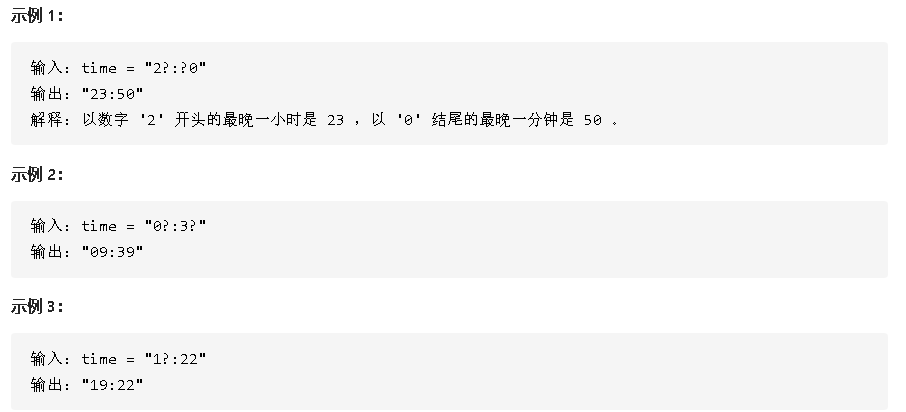 示例 1：
输入：time = "2?:?0"
输出："23:50"
解释：以数字 '2' 开头的最晚一小时是 23 ，以 '0' 结尾的最晚一分钟是 50 。
示例 2：
输入：time = "0?:3?"
输出："09:39"
示例 3：
输入：time = "1?:22"
输出："19:22"